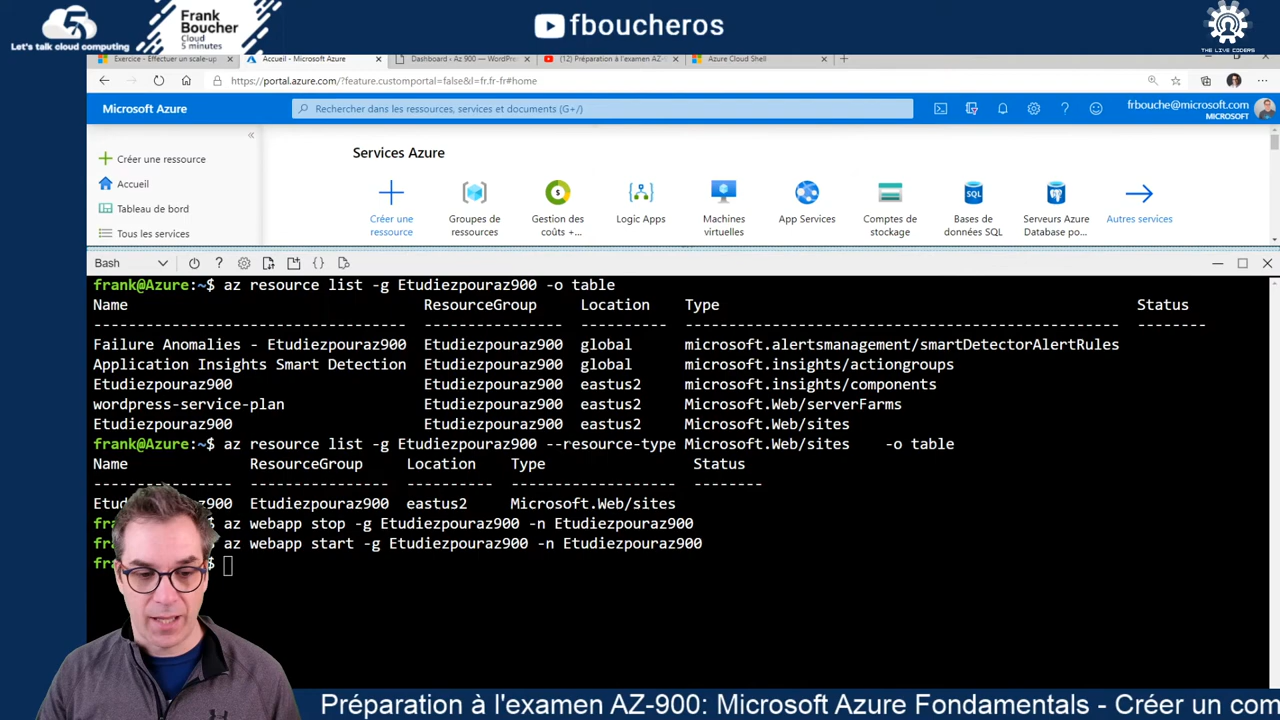 Let's talk cloud computing
Frank
Boucher
Cloud
5 minutes
fboucheros
THE LIVE CODERS
Exercice - Effectuer un scale-up
Accueil - Microsoft Azure
Dashboard ‹ Az 900 — WordPre
(12) Préparation à l'examen AZ-
Azure Cloud Shell
https://portal.azure.com/?feature.customportal=false&l=fr.fr-fr#home
Microsoft Azure
Rechercher dans les ressources, services et documents (G+/)
frbouche@microsoft.com
MICROSOFT
Créer une ressource
Accueil
Tableau de bord
Tous les services
Services Azure
Créer une
ressource
Groupes de
ressources
Gestion des
coûts +...
Logic Apps
Machines
virtuelles
App Services
Comptes de
stockage
Bases de
données SQL
Serveurs Azure
Database po...
Autres services
Bash
frank@Azure:~$ az resource list -g Etudiezpouraz900 -o table
Name ResourceGroup Location Type Status
------------------------------------ ---------------- ---------- -------------------------------------------------- --------
Failure Anomalies - Etudiezpouraz900 Etudiezpouraz900 global microsoft.alertsmanagement/smartDetectorAlertRules
Application Insights Smart Detection Etudiezpouraz900 global microsoft.insights/actiongroups
Etudiezpouraz900 Etudiezpouraz900 eastus2 microsoft.insights/components
wordpress-service-plan Etudiezpouraz900 eastus2 Microsoft.Web/serverFarms
Etudiezpouraz900 Etudiezpouraz900 eastus2 Microsoft.Web/sites
frank@Azure:~$ az resource list -g Etudiezpouraz900 --resource-type Microsoft.Web/sites -o table
Name ResourceGroup Location Type Status
---------------- ---------------- ---------- ------------------- --------
Etud z900 Etudiezpouraz900 eastus2 Microsoft.Web/sites
fra $ az webapp stop -g Etudiezpouraz900 -n Etudiezpouraz900
fra $ az webapp start -g Etudiezpouraz900 -n Etudiezpouraz900
fra $
Préparation à l'examen AZ-900: Microsoft Azure Fondamentals - Créer un com